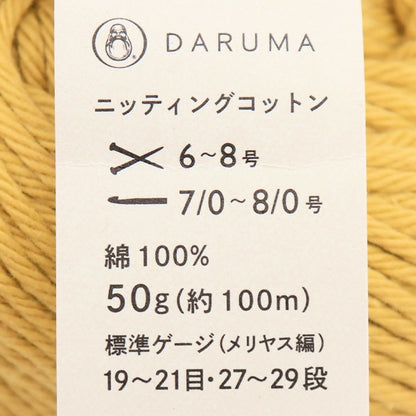 DARUMA
ニッティングコットン
6〜8号
7/0〜8/0号
綿100%
50g(約100m)
標準ゲージ(メリヤス編)
19〜21目・27〜29段